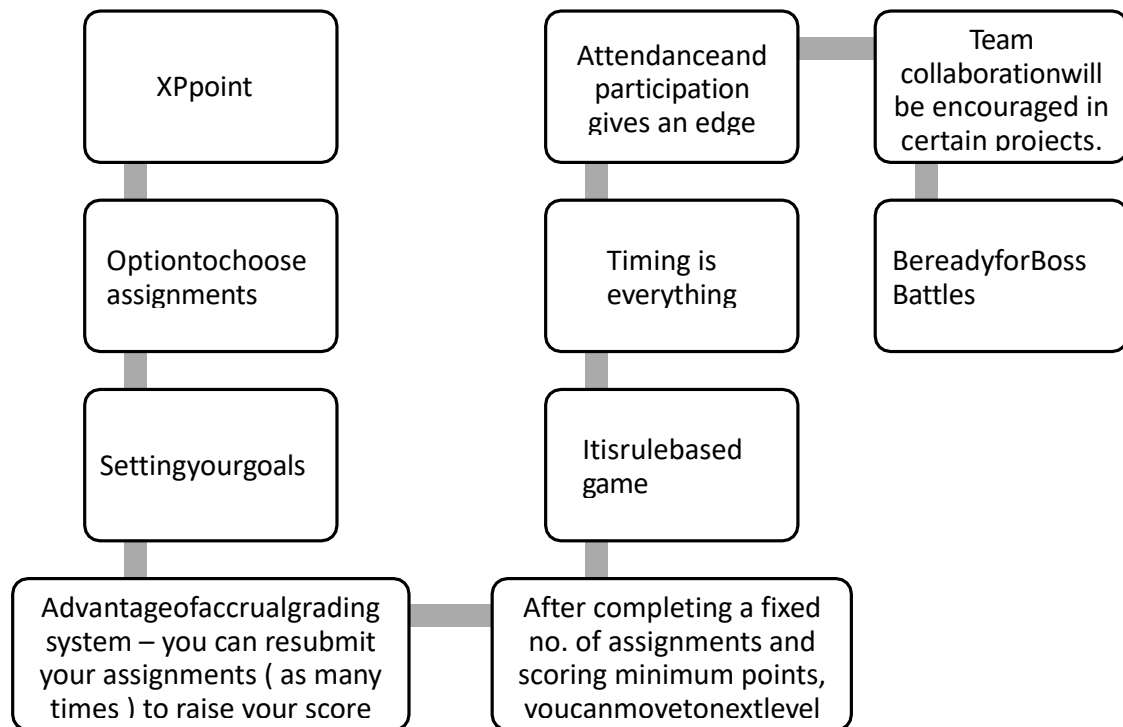 XPpoint
Optiontochoose
assignments
Settingyourgoals
Advantageofaccrualgrading
system – you can resubmit
your assignments ( as many
times ) to raise your score
After completing a fixed
no. of assignments and
scoring minimum points,
youcanmovetonextlevel
Itisrulebased
game
Timing is
everything
Attendanceand
participation
gives an edge
Team
collaborationwill
be encouraged in
certain projects.
BereadyforBoss
Battles